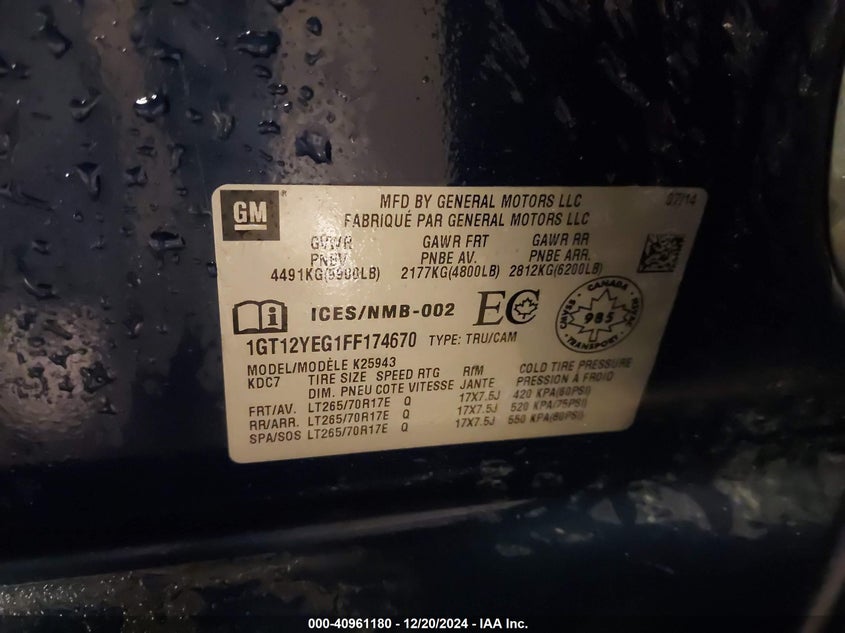 GM ®
MFD BY GENERAL MOTORS LLC
07/14
FABRIQUÉ PAR GENERAL MOTORS LLC
GVWR GAWR FRT GAWR RR
PNBV PNBE AV. PNBE ARR.
4491KG(9900LB) 2177KG(4800LB) 2812KG(6200LB)
ICES/NMB-002 EC
CANADA
985
CMVSS NSVAC
1GT12YEG1FF174670 TYPE: TRU/CAM
MODEL/MODÈLE K25943
KDC7 TIRE SIZE SPEED RTG RIM COLD TIRE PRESSURE
DIM. PNEU COTE VITESSE JANTE PRESSION A FROID
FRT/AV. LT265/70R17E Q 17X7.5J 420 KPA(60PSI)
RR/ARR. LT265/70R17E Q 17X7.5J 520 KPA(75PSI)
SPA/SOS LT265/70R17E Q 17X7.5J 550 KPA(80PSI)
000-40961180 - 12/20/2024 - IAA Inc.